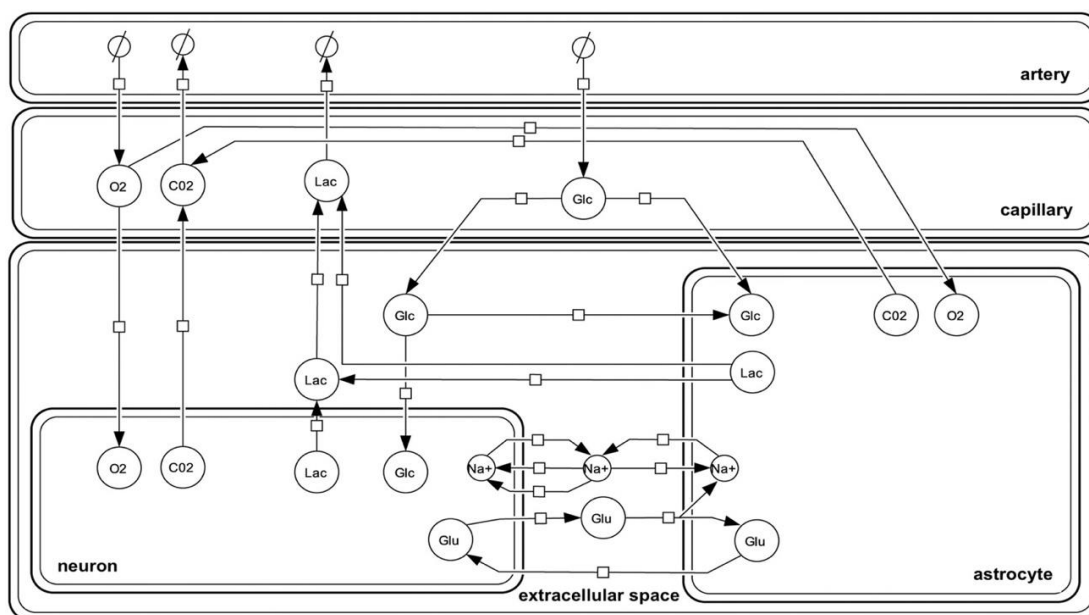 artery
O2
C02
Lac
Glc
capillary
Glc
Glc
C02
O2
Lac
Lac
O2
C02
Lac
Glc
Na+
Na+
Na+
Glu
Glu
Glu
neuron
astrocyte
extracellular space